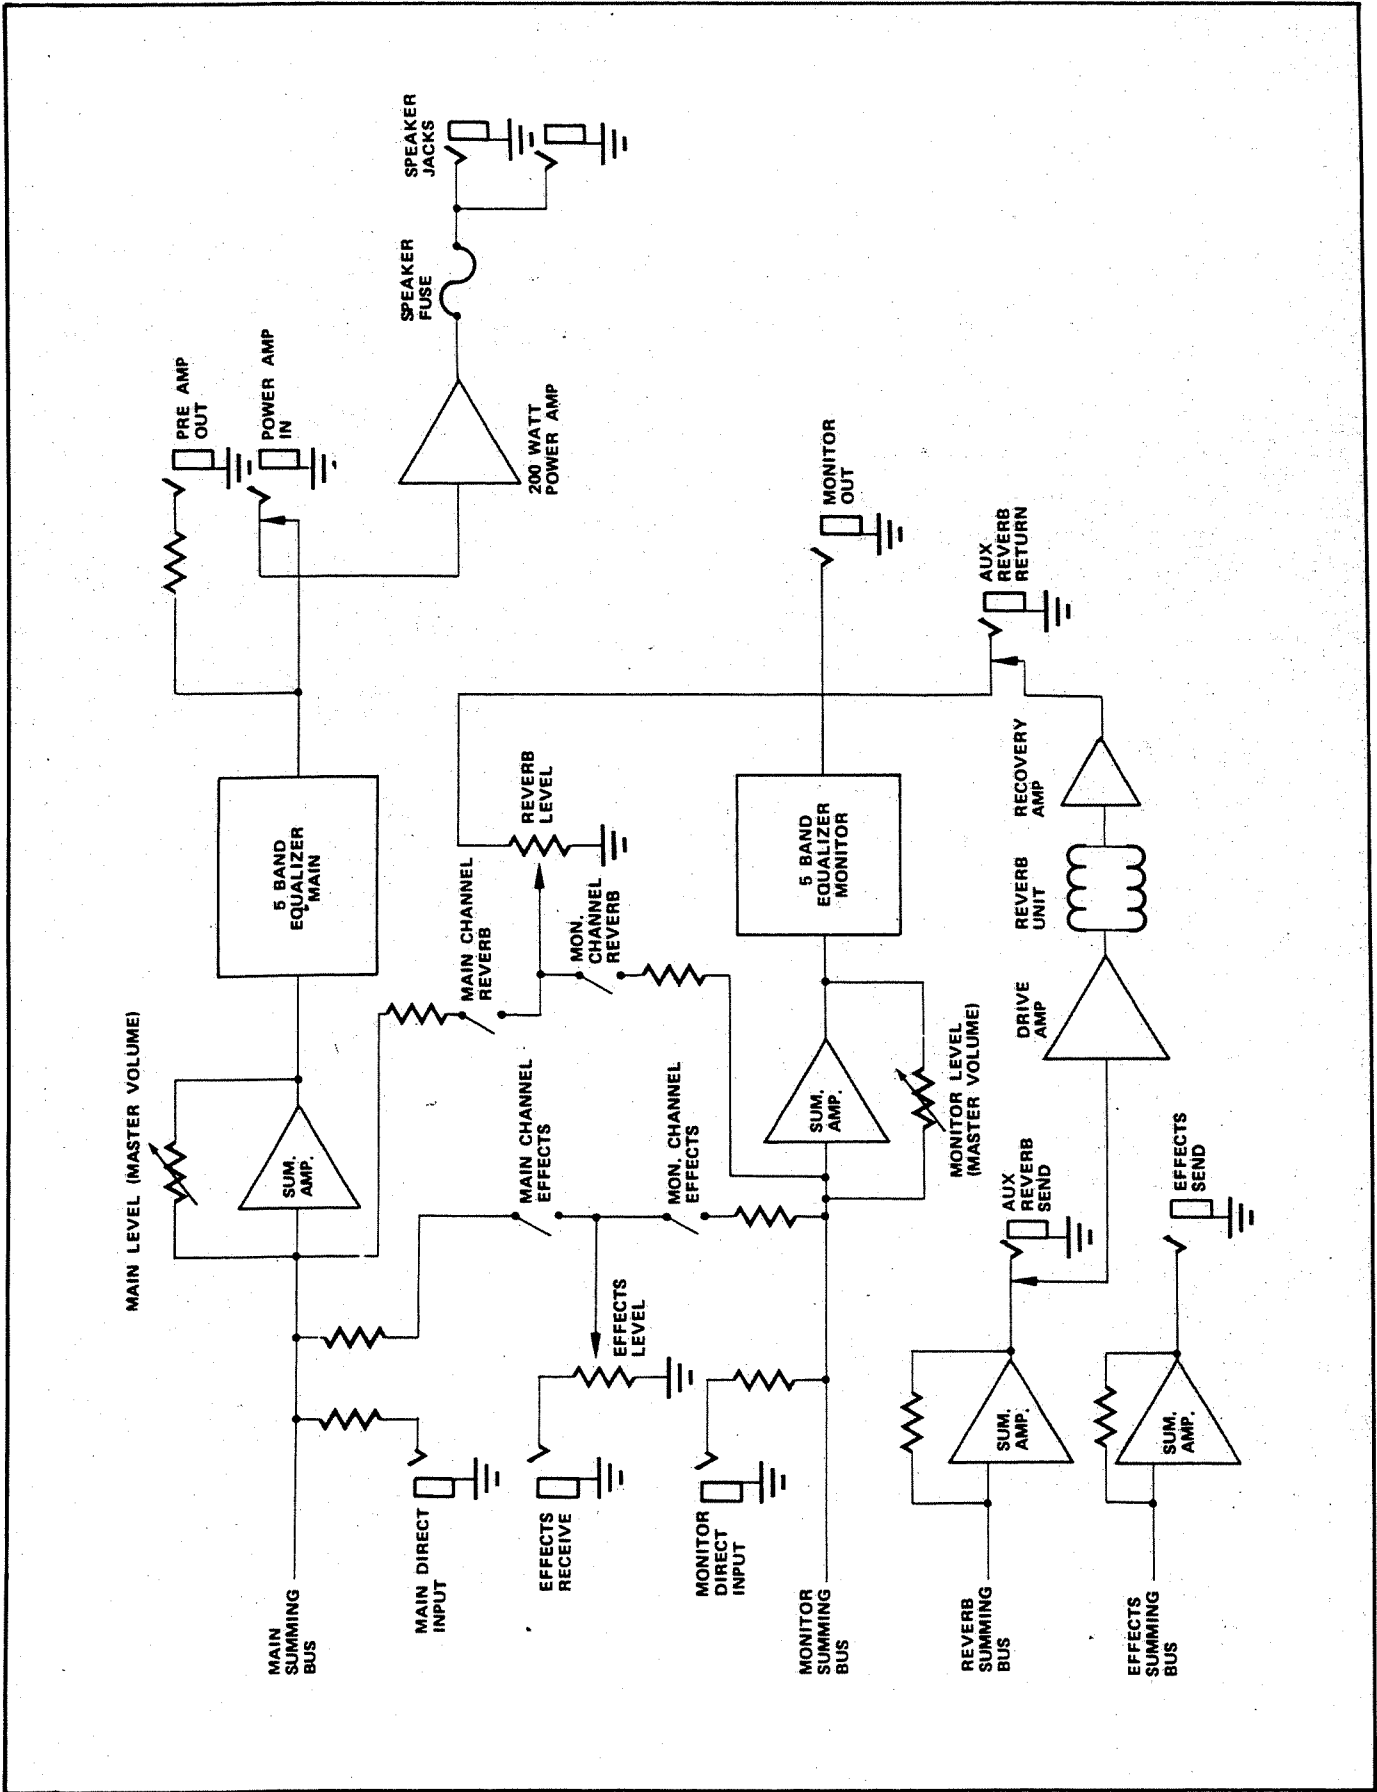 MAIN LEVEL (MASTER VOLUME)
PRE AMP
OUT
POWER AMP
IN
SPEAKER
JACKS
SPEAKER
FUSE
200 WATT
POWER AMP
5 BAND
EQUALIZER
MAIN
SUM.
AMP.
MAIN
SUMMING
BUS
MAIN DIRECT
INPUT
MAIN CHANNEL
REVERB
REVERB
LEVEL
MON.
CHANNEL
REVERB
MAIN CHANNEL
EFFECTS
MON. CHANNEL
EFFECTS
EFFECTS
LEVEL
EFFECTS
RECEIVE
MONITOR
DIRECT
INPUT
MONITOR
SUMMING
BUS
SUM.
AMP.
5 BAND
EQUALIZER
MONITOR
MONITOR
OUT
MONITOR LEVEL
(MASTER VOLUME)
AUX
REVERB
RETURN
RECOVERY
AMP
REVERB
UNIT
DRIVE
AMP
AUX
REVERB
SEND
SUM.
AMP.
REVERB
SUMMING
BUS
EFFECTS
SEND
SUM.
AMP.
EFFECTS
SUMMING
BUS